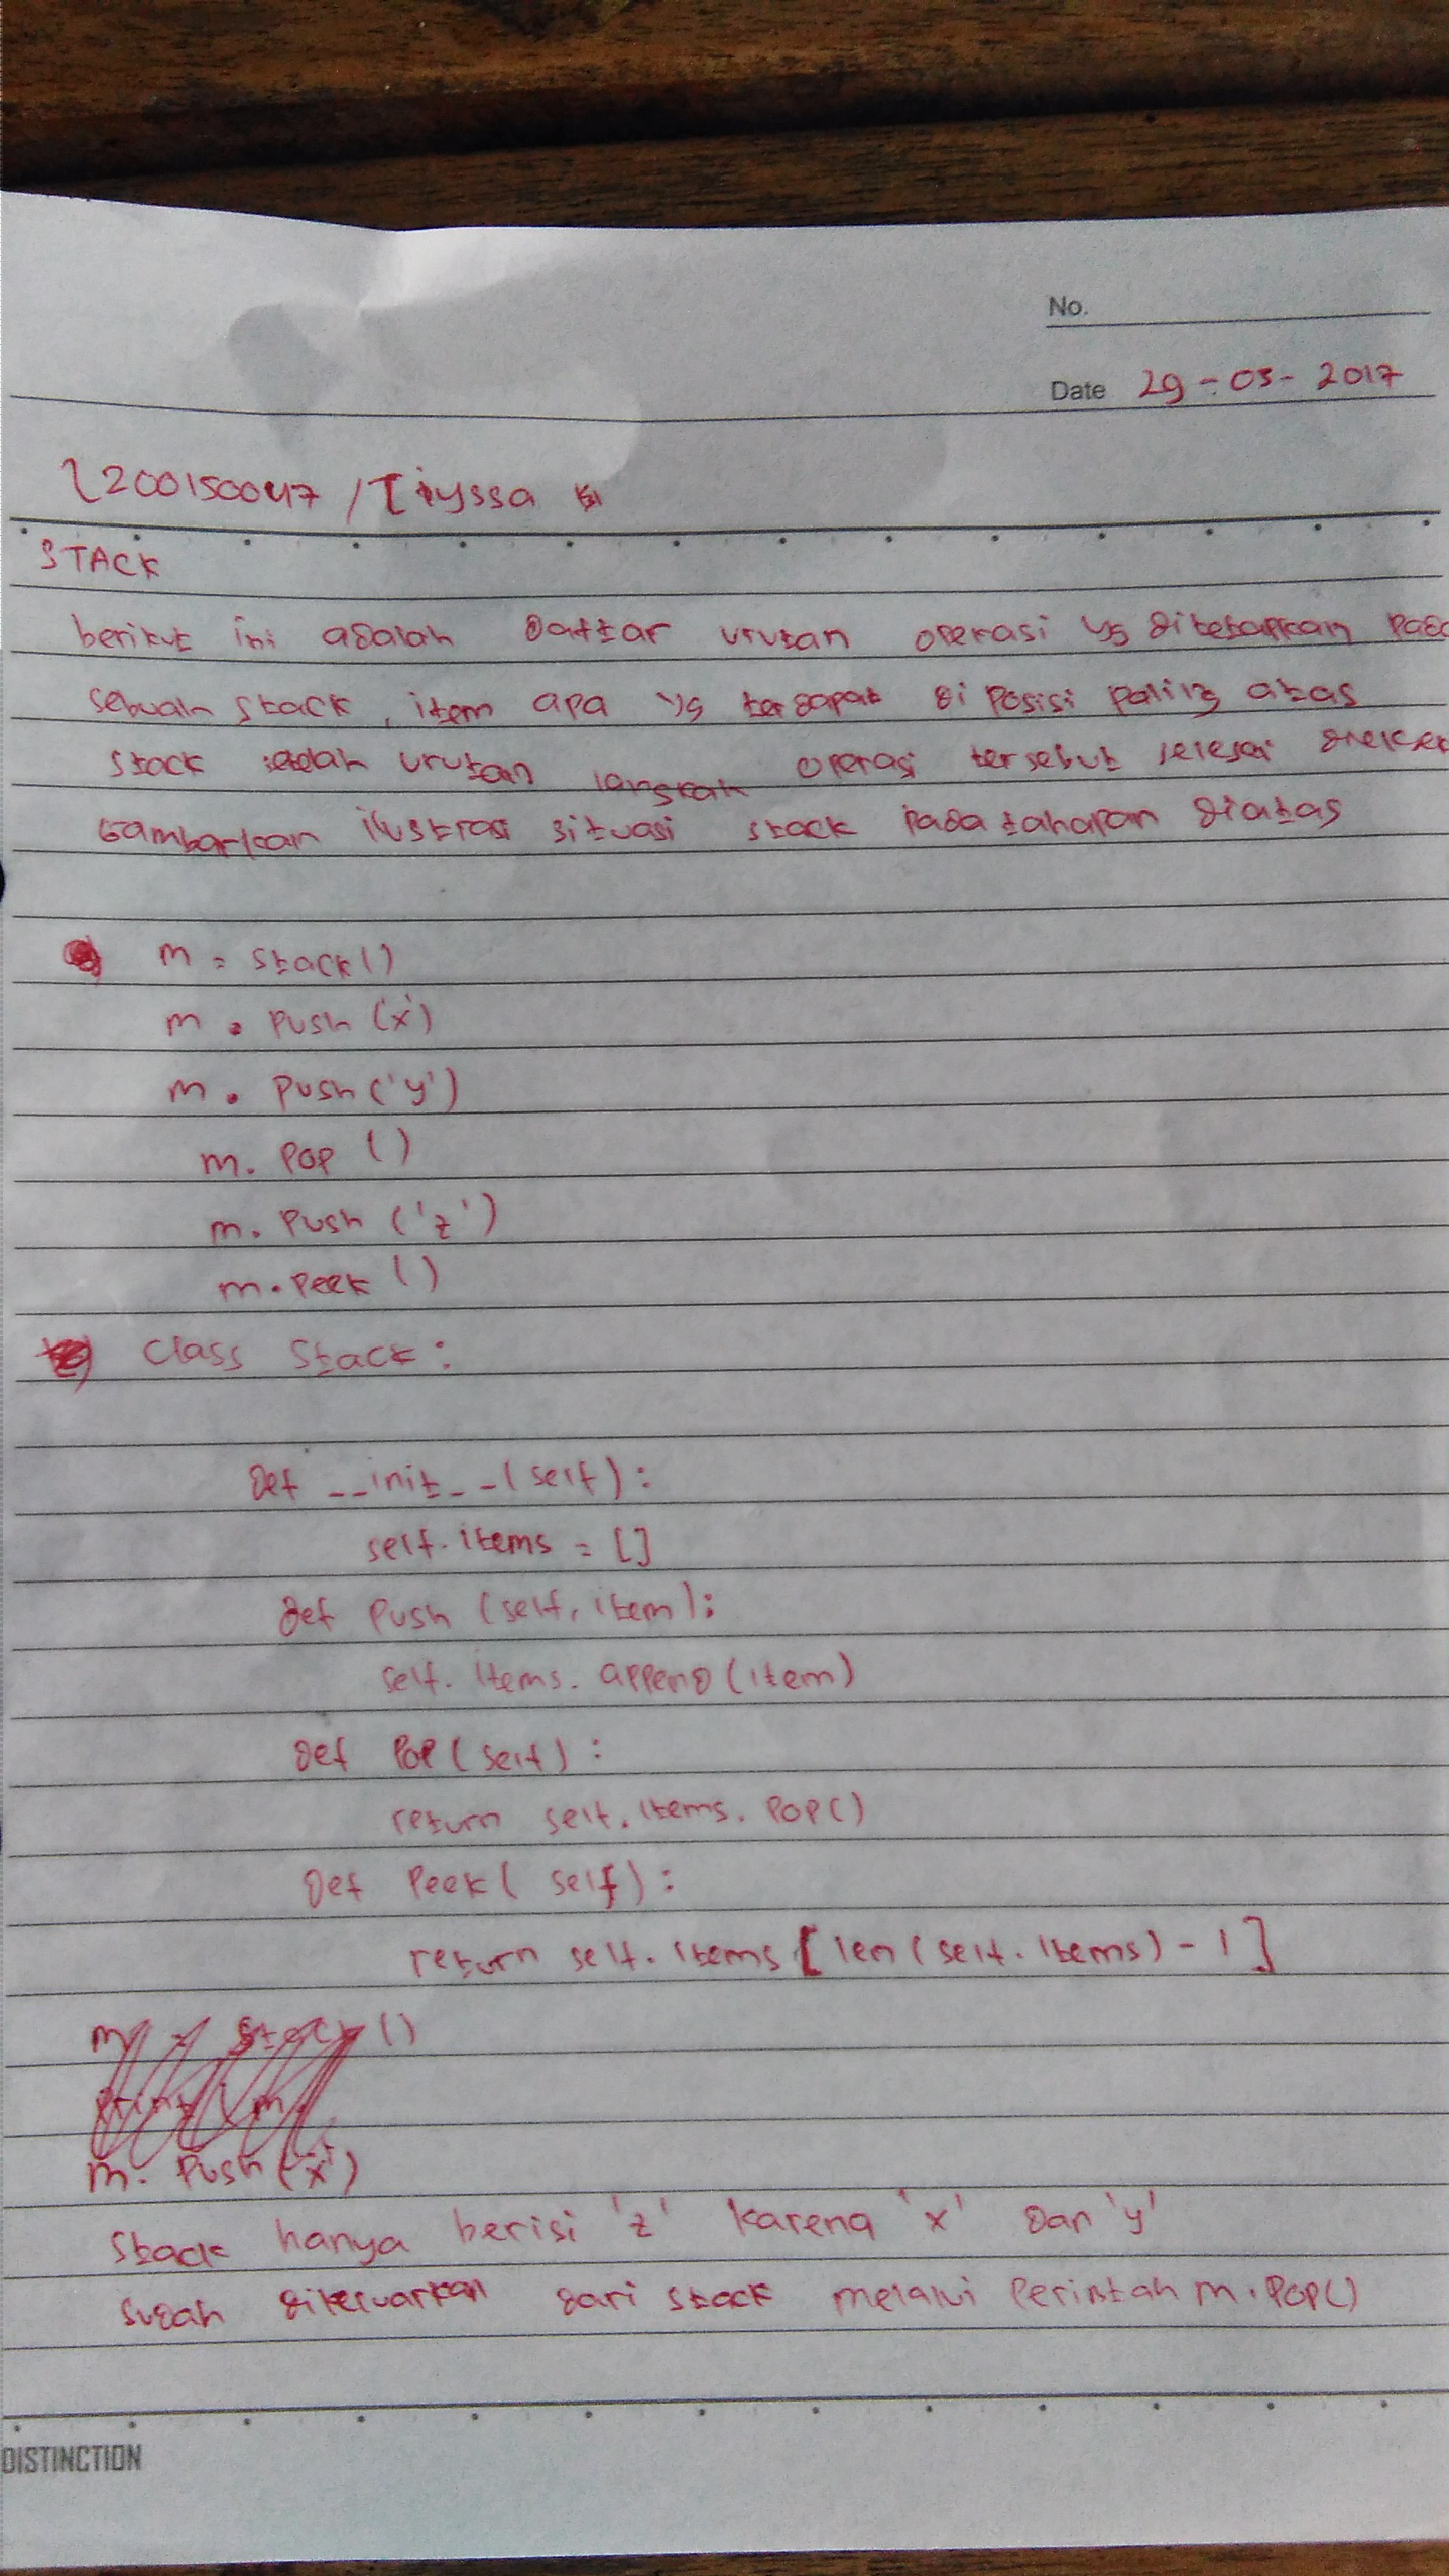 No.
Date 29-03-2017
L200150047 / Tiyssa
STACK
berikut ini adalah Daftar urutan operasi yg ditetapkan pada
sebuah stack, item apa yg terdapat di posisi paling atas
stock setelah urutan langkah operasi tersebut selesai
Gambarkan ilustrasi situasi stack pada tahapan diatas
m = Stack()
m. Push ('x')
m. Push ('y')
m. Pop ()
m. Push ('z')
m. Peek ()
Class Stack:
def __init__(self):
self. items = []
def Push (self, item):
self. items. append (item)
def Pop (self):
return self. items. Pop()
def Peek( self):
return self. items [len (self. items) - 1]
m = Stack ()
m. Push ('x')
Stack hanya berisi 'z' karena 'x' dan 'y'
sudah dikeluarkan dari stack melalui Perintah m. Pop()
DISTINCTION